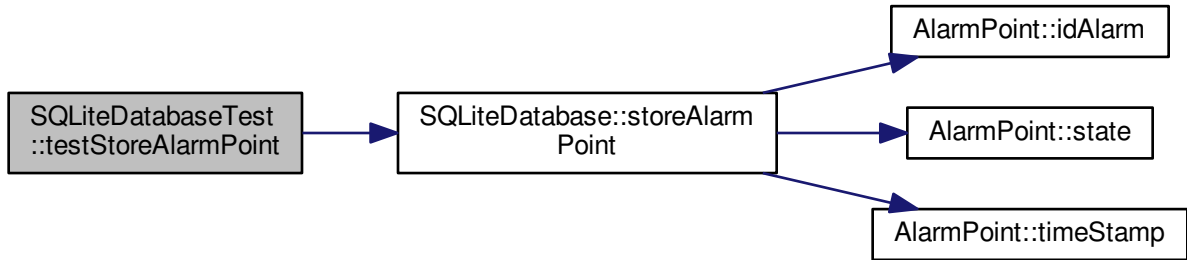 SQLiteDatabaseTest
::testStoreAlarmPoint
SQLiteDatabase::storeAlarm
Point
AlarmPoint::idAlarm
AlarmPoint::state
AlarmPoint::timeStamp